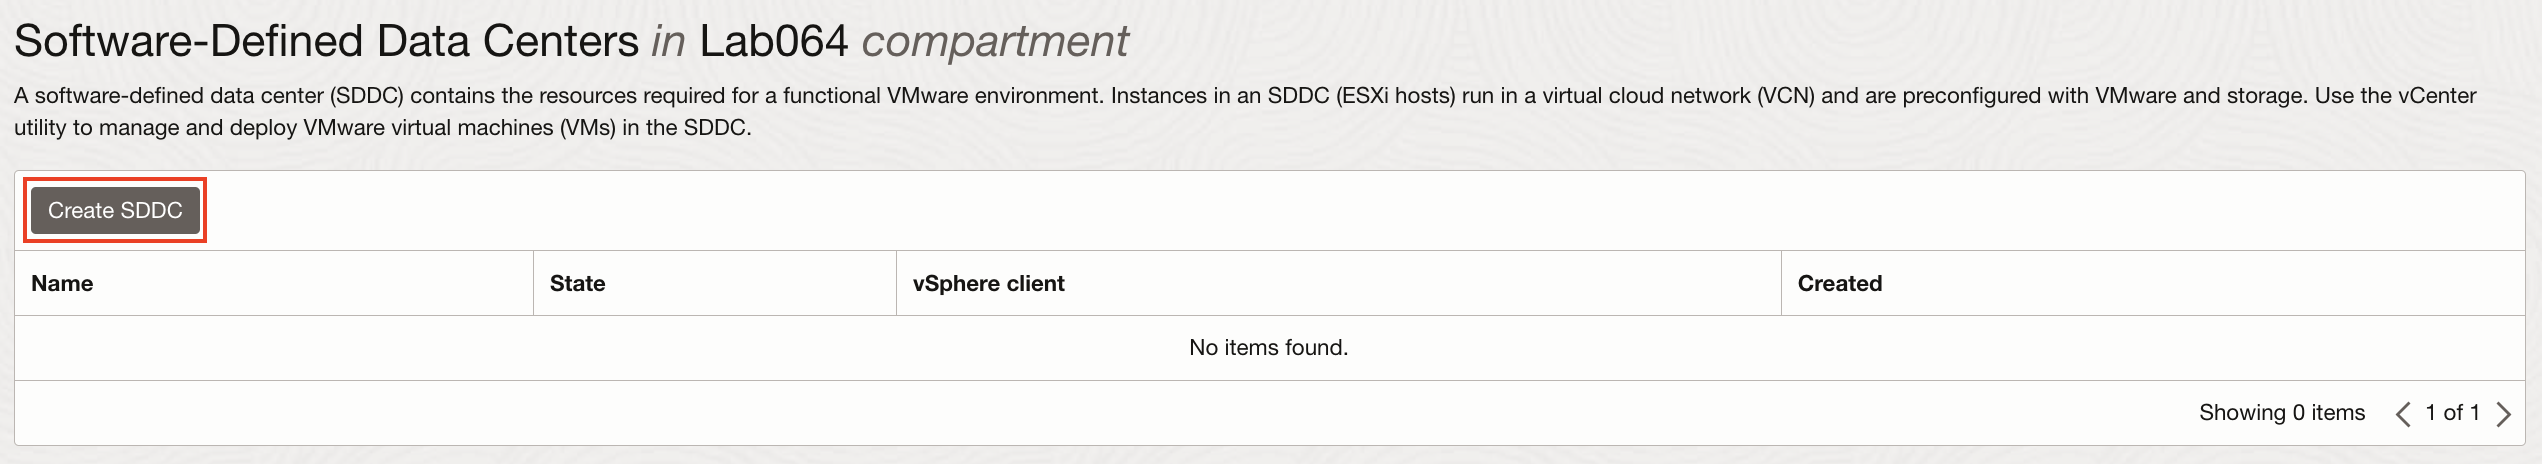 Software-Defined Data Centers in Lab064 compartment
A software-defined data center (SDDC) contains the resources required for a functional VMware environment. Instances in an SDDC (ESXi hosts) run in a virtual cloud network (VCN) and are preconfigured with VMware and storage. Use the vCenter
utility to manage and deploy VMware virtual machines (VMs) in the SDDC.
Create SDDC
Name State vSphere client Created
No items found.
Showing 0 items 1 of 1